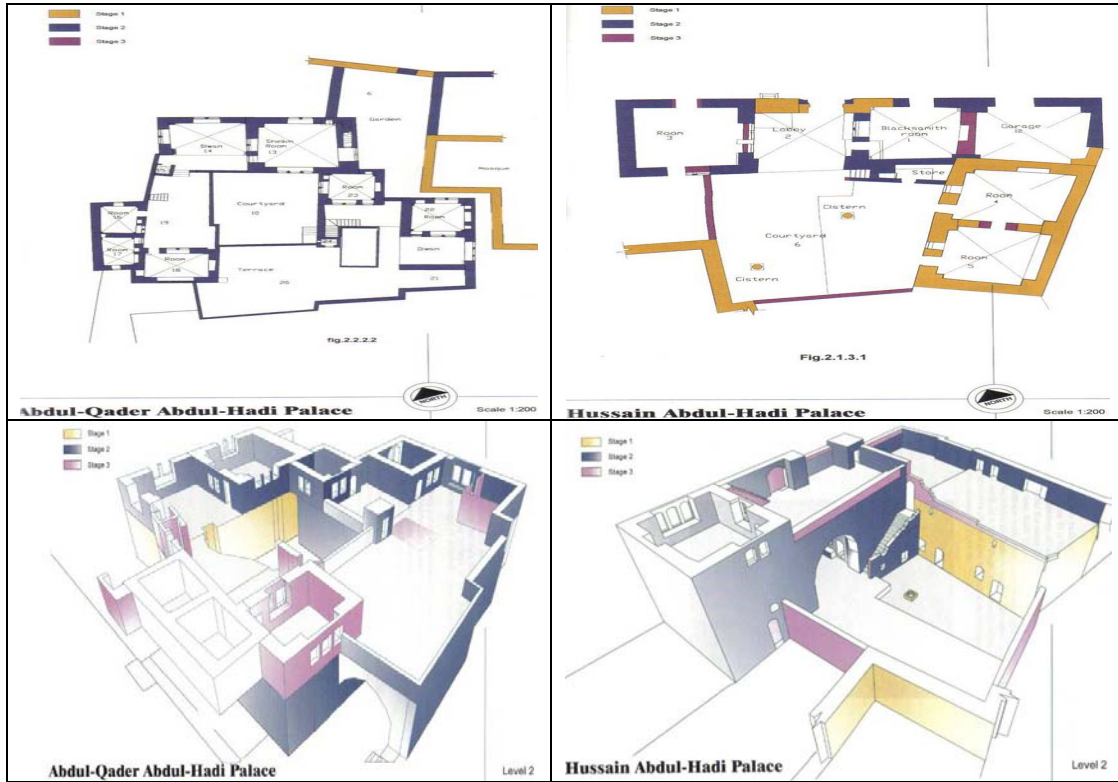 Stage 1
Stage 2
Stage 3
6
Garden
Mosque
Diwan
14
Smokin
Room
13
Room
23
Courtyard
10
Room
19
Room
17
Room
18
22
Room
Diwan
21
Terrace
20
fig.2.2.2.2
NORTH
Abdul-Qader Abdul-Hadi Palace
Scale 1:200
Stage 1
Stage 2
Stage 3
Room
3
Lobby
2
Blacksmith
room
1
Garage
Store
Room
4
Cistern
Courtyard
6
Room
5
Cistern
Fig.2.1.3.1
NORTH
Hussain Abdul-Hadi Palace
Scale 1:200
Stage 1
Stage 2
Stage 3
Abdul-Qader Abdul-Hadi Palace
Level 2
Stage 1
Stage 2
Stage 3
Hussain Abdul-Hadi Palace
Level 2